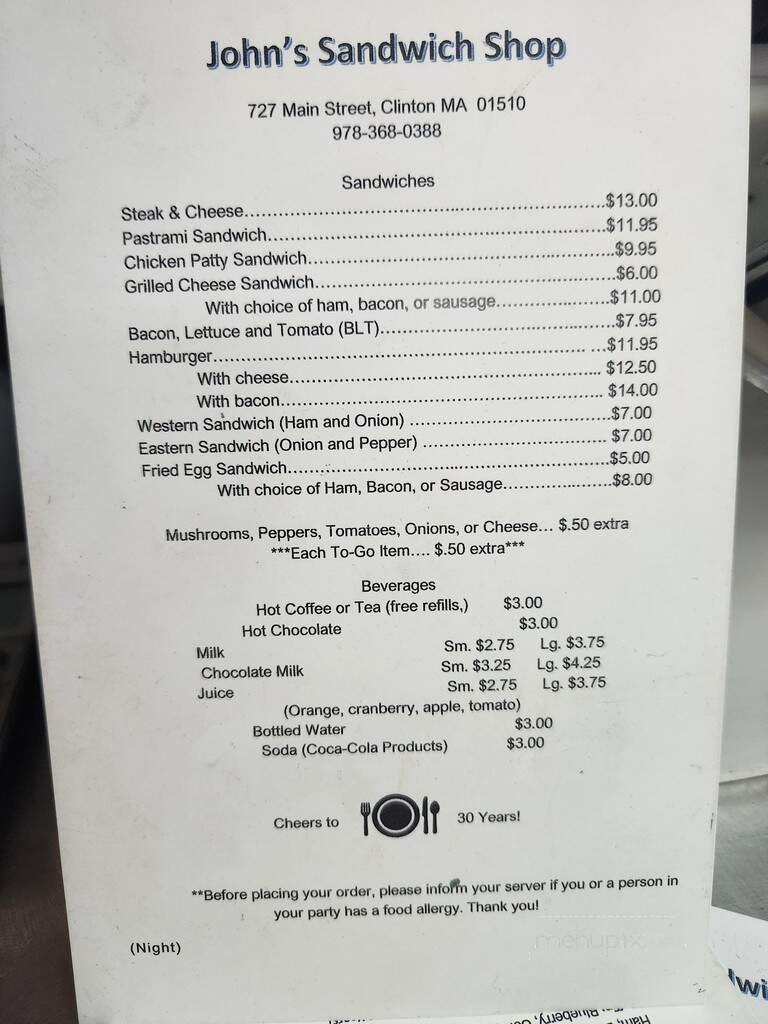 John's Sandwich Shop
727 Main Street, Clinton MA 01510
978-368-0388
Sandwiches
Steak & Cheese..........$13.00
Pastrami Sandwich..........$11.95
Chicken Patty Sandwich..........$9.95
Grilled Cheese Sandwich..........$6.00
With choice of ham, bacon, or sausage..........$11.00
Bacon, Lettuce and Tomato (BLT)..........$7.95
Hamburger.......... ...$11.95
With cheese.......... $12.50
With bacon.......... $14.00
Western Sandwich (Ham and Onion) ..........$7.00
Eastern Sandwich (Onion and Pepper) .......... $7.00
Fried Egg Sandwich..........$5.00
With choice of Ham, Bacon, or Sausage..........$8.00
Mushrooms, Peppers, Tomatoes, Onions, or Cheese... $.50 extra
***Each To-Go Item.... $.50 extra***
Beverages
Hot Coffee or Tea (free refills,) $3.00
Hot Chocolate $3.00
Milk Sm. $2.75 Lg. $3.75
Chocolate Milk Sm. $3.25 Lg. $4.25
Juice Sm. $2.75 Lg. $3.75
(Orange, cranberry, apple, tomato)
Bottled Water $3.00
Soda (Coca-Cola Products) $3.00
Cheers to 30 Years!
**Before placing your order, please inform your server if you or a person in
your party has a food allergy. Thank you!
(Night)
menupix